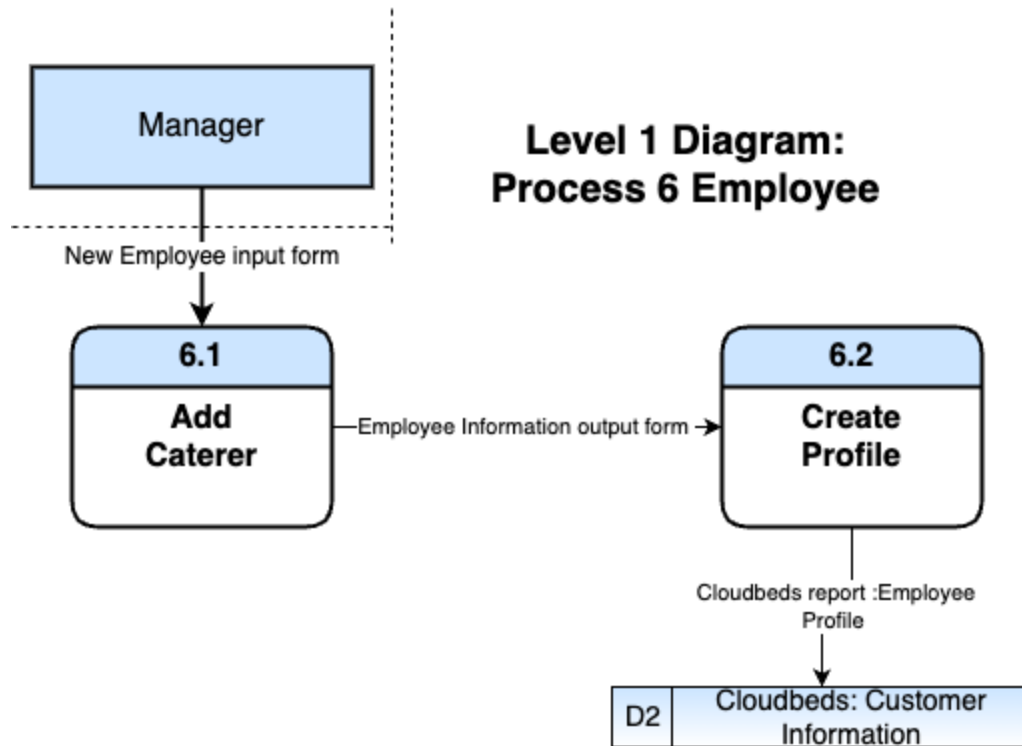 Manager
Level 1 Diagram:
Process 6 Employee
New Employee input form
6.1
Add
Caterer
Employee Information output form
6.2
Create
Profile
Cloudbeds report :Employee
Profile
D2
Cloudbeds: Customer
Information